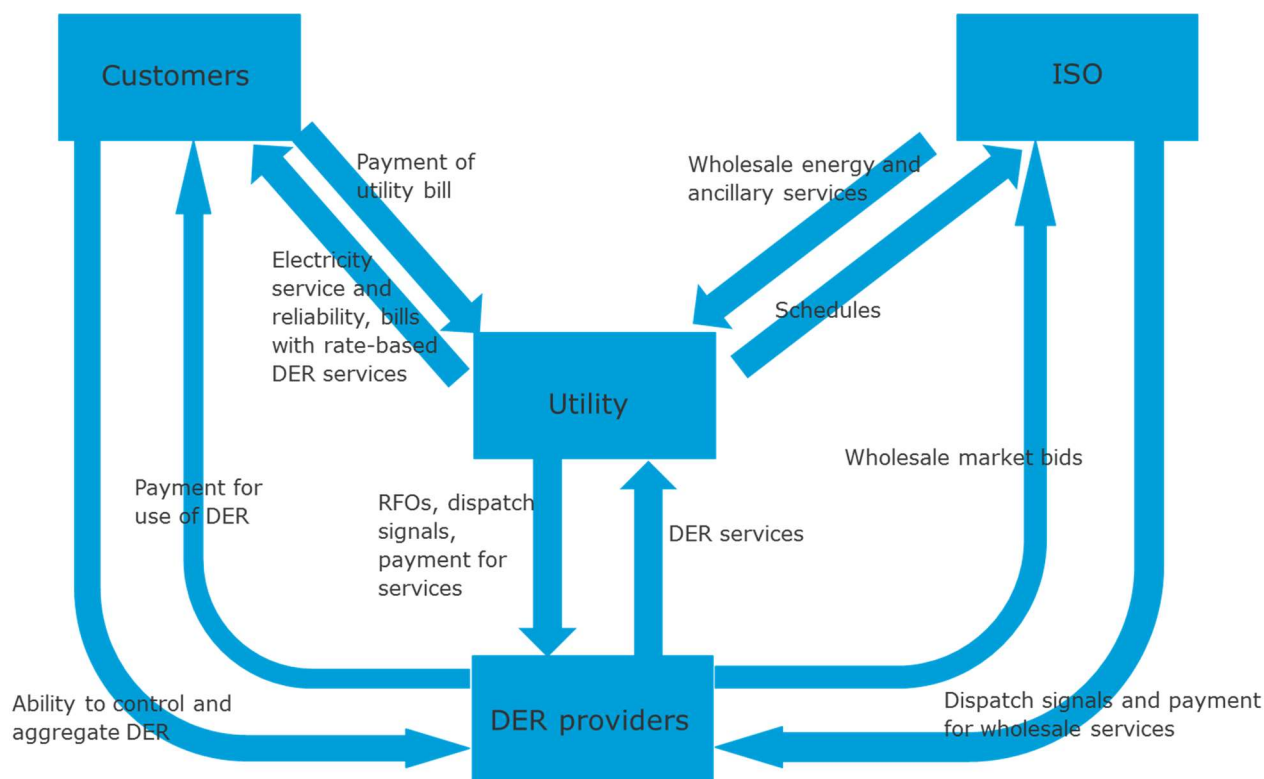 Customers
ISO
Payment of
utility bill
Wholesale energy and
ancillary services
Electricity
service and
reliability, bills
with rate-based
DER services
Schedules
Utility
Wholesale market bids
Payment for
use of DER
RFOs, dispatch
signals,
payment for
services
DER services
Ability to control and
aggregate DER
DER providers
Dispatch signals and payment
for wholesale services